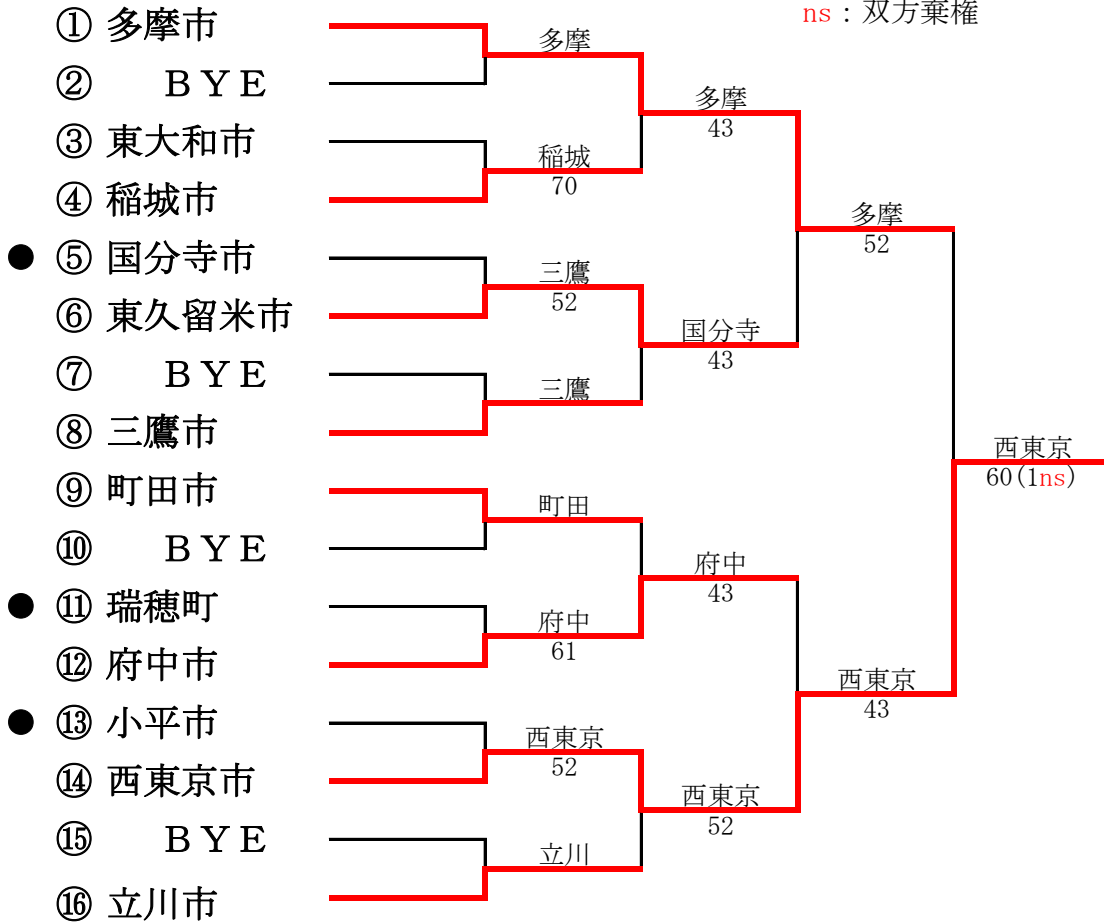 ① 多摩市
② ＢＹＥ
③ 東大和市
④ 稲城市
● ⑤ 国分寺市
⑥ 東久留米市
⑦ ＢＹＥ
⑧ 三鷹市
⑨ 町田市
⑩ ＢＹＥ
● ⑪ 瑞穂町
⑫ 府中市
● ⑬ 小平市
⑭ 西東京市
⑮ ＢＹＥ
⑯ 立川市
多摩
稲城
70
三鷹
52
三鷹
町田
府中
61
西東京
52
立川
多摩
43
国分寺
43
府中
43
西東京
52
多摩
52
西東京
43
西東京
60(1ns)
ns：双方棄権